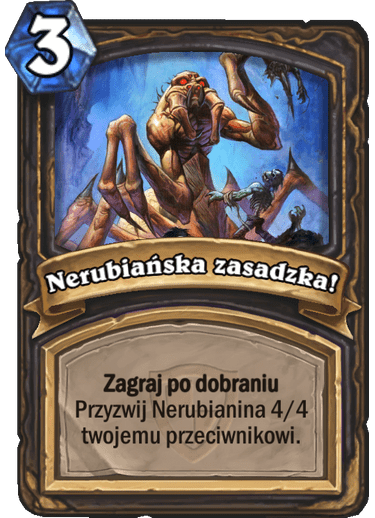 3
Nerubiańska zasadzka!
Zagraj po dobraniu
Przyzwij Nerubianina 4/4
twojemu przeciwnikowi.